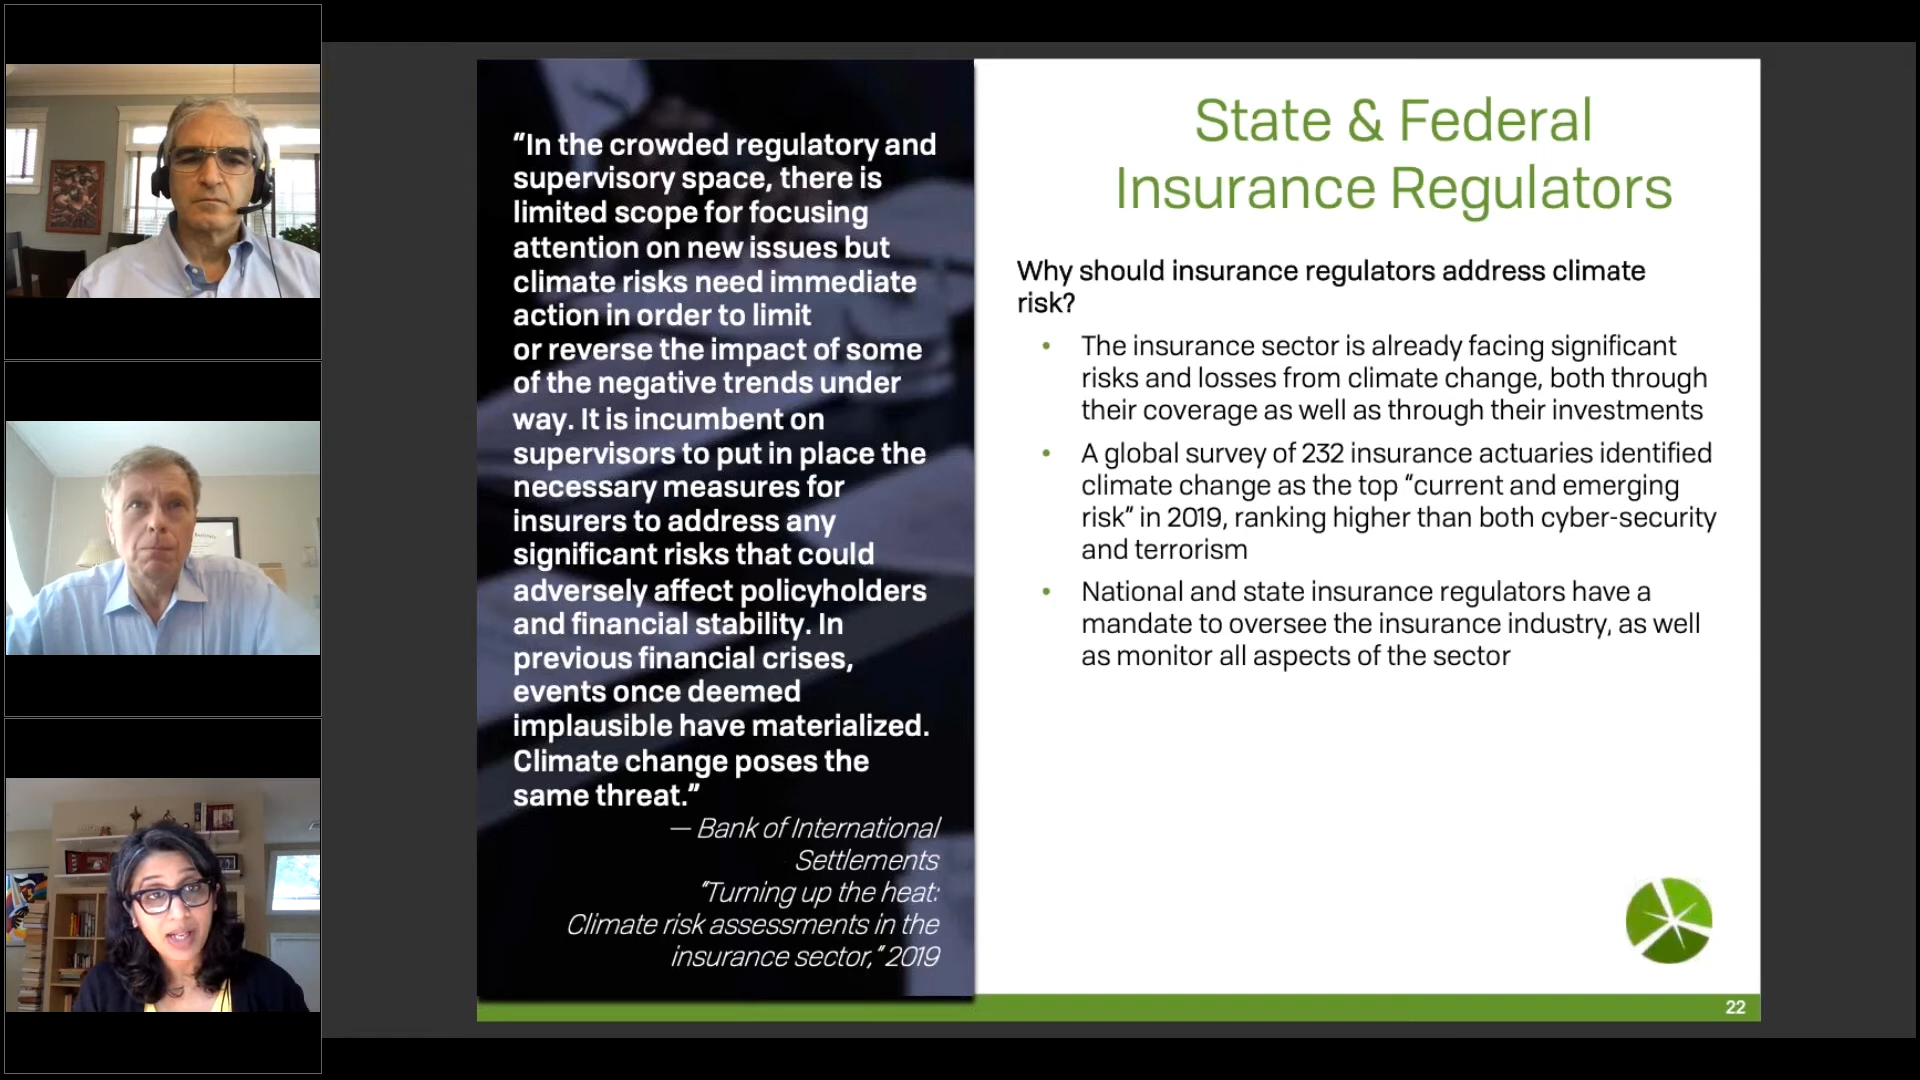 “In the crowded regulatory and
supervisory space, there is
limited scope for focusing
attention on new issues but
climate risks need immediate
action in order to limit
or reverse the impact of some
of the negative trends under
way. It is incumbent on
supervisors to put in place the
necessary measures for
insurers to address any
significant risks that could
adversely affect policyholders
and financial stability. In
previous financial crises,
events once deemed
implausible have materialized.
Climate change poses the
same threat.”
— Bank of International
Settlements
“Turning up the heat:
Climate risk assessments in the
insurance sector,” 2019
State & Federal
Insurance Regulators
Why should insurance regulators address climate
risk?
• The insurance sector is already facing significant
risks and losses from climate change, both through
their coverage as well as through their investments
• A global survey of 232 insurance actuaries identified
climate change as the top “current and emerging
risk” in 2019, ranking higher than both cyber-security
and terrorism
• National and state insurance regulators have a
mandate to oversee the insurance industry, as well
as monitor all aspects of the sector
22